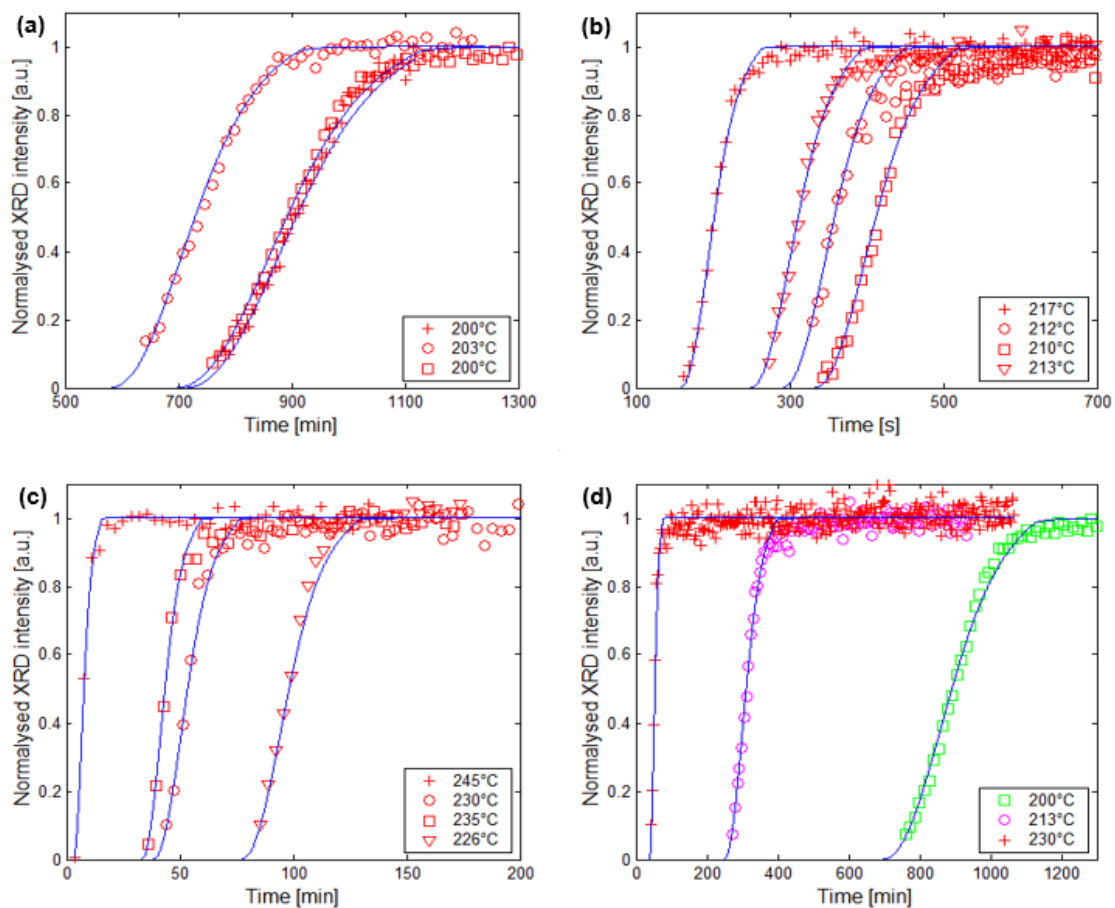 (a)
Normalysed XRD intensity [a.u.]
1
0.8
0.6
0.4
0.2
0
500 700 900 1100 1300
Time [min]
200°C
203°C
200°C
(b)
Normalysed XRD intensity [a.u.]
1
0.8
0.6
0.4
0.2
0
100 300 500 700
Time [s]
217°C
212°C
210°C
213°C
(c)
Normalysed XRD intensity [a.u.]
1
0.8
0.6
0.4
0.2
0
0 50 100 150 200
Time [min]
245°C
230°C
235°C
226°C
(d)
Normalysed XRD intensity [a.u.]
1
0.8
0.6
0.4
0.2
0
0 200 400 600 800 1000 1200
Time [min]
200°C
213°C
230°C